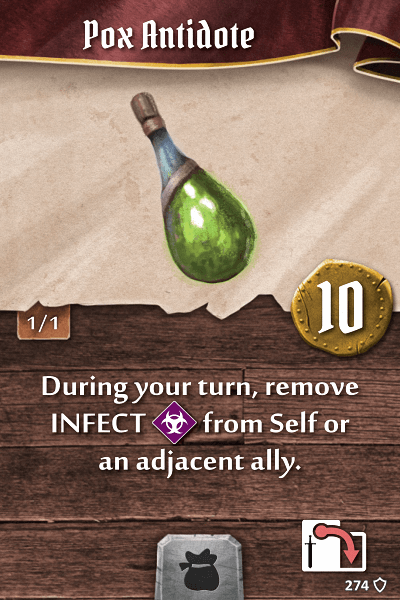 Pox Antidote
10
1/1
During your turn, remove
INFECT from Self or
an adjacent ally.
274